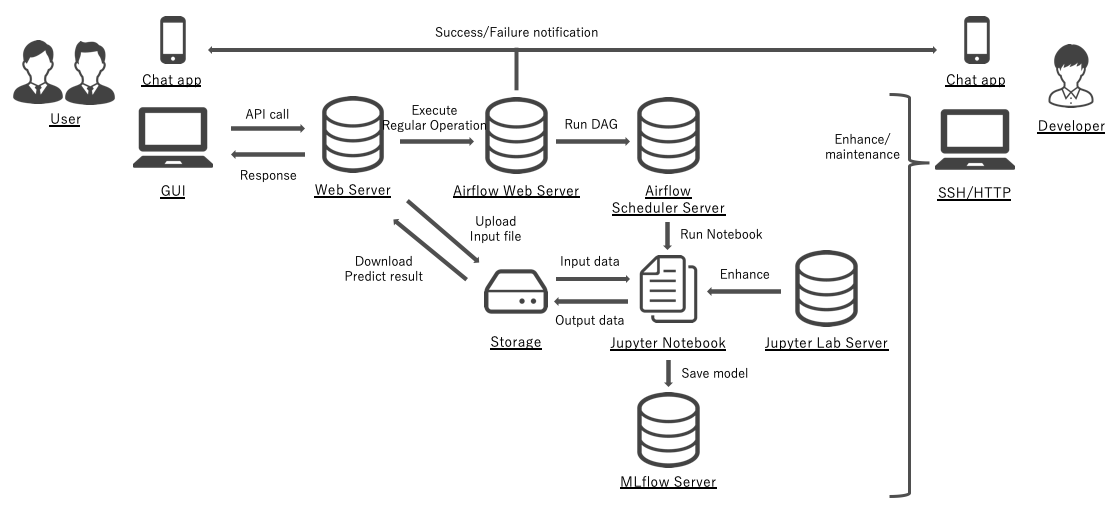 Success/Failure notification
Chat app
Chat app
User
Developer
API call
Execute
Regular Operation
Run DAG
Enhance/
maintenance
Response
GUI
Web Server
Airflow Web Server
Airflow
Scheduler Server
SSH/HTTP
Upload
Input file
Run Notebook
Download
Predict result
Input data
Enhance
Output data
Storage
Jupyter Notebook
Jupyter Lab Server
Save model
MLflow Server